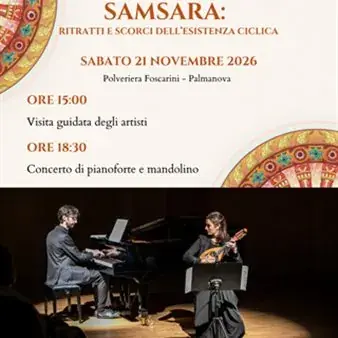 SAMSARA:
RITRATTI E SCORCI DELL'ESISTENZA CICLICA
SABATO 21 NOVEMBRE 2026
Polveriera Foscarini - Palmanova
ORE 15:00
Visita guidata degli artisti
ORE 18:30
Concerto di pianoforte e mandolino